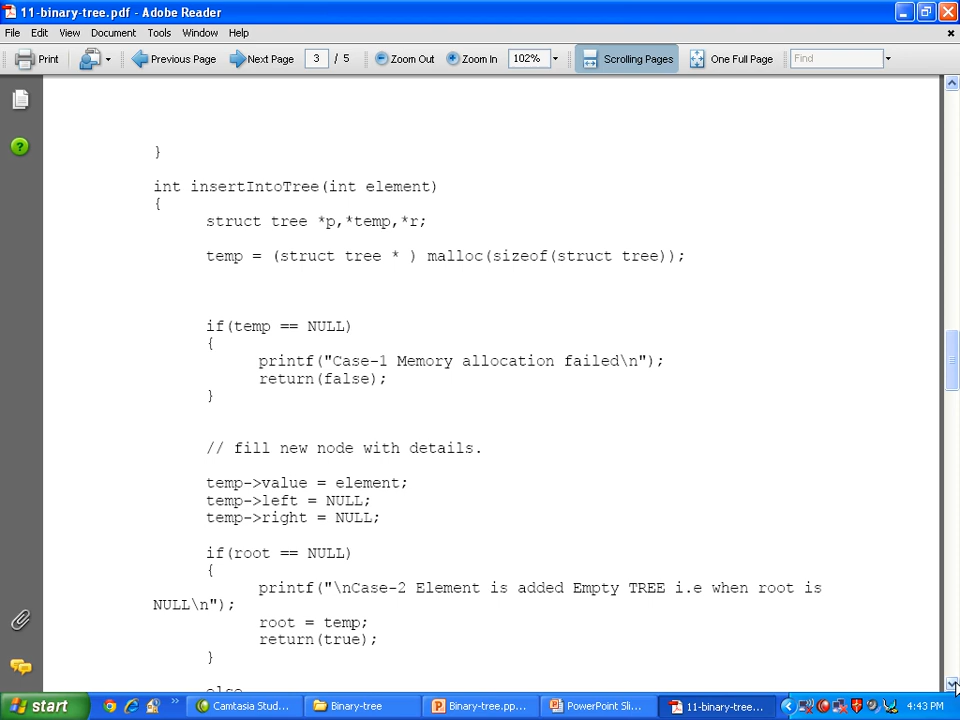 11-binary-tree.pdf - Adobe Reader
File Edit View Document Tools Window Help
Print Previous Page Next Page 3 / 5 Zoom Out Zoom In 102% Scrolling Pages One Full Page Find
}
int insertIntoTree(int element)
{
struct tree *p,*temp,*r;
temp = (struct tree * ) malloc(sizeof(struct tree));
if(temp == NULL)
{
printf("Case-1 Memory allocation failed\n");
return(false);
}
// fill new node with details.
temp->value = element;
temp->left = NULL;
temp->right = NULL;
if(root == NULL)
{
printf("\nCase-2 Element is added Empty TREE i.e when root is
NULL\n");
root = temp;
return(true);
}
else
start Camtasia Stud... Binary-tree Binary-tree.pp... PowerPoint Sli... 11-binary-tree... 4:43 PM